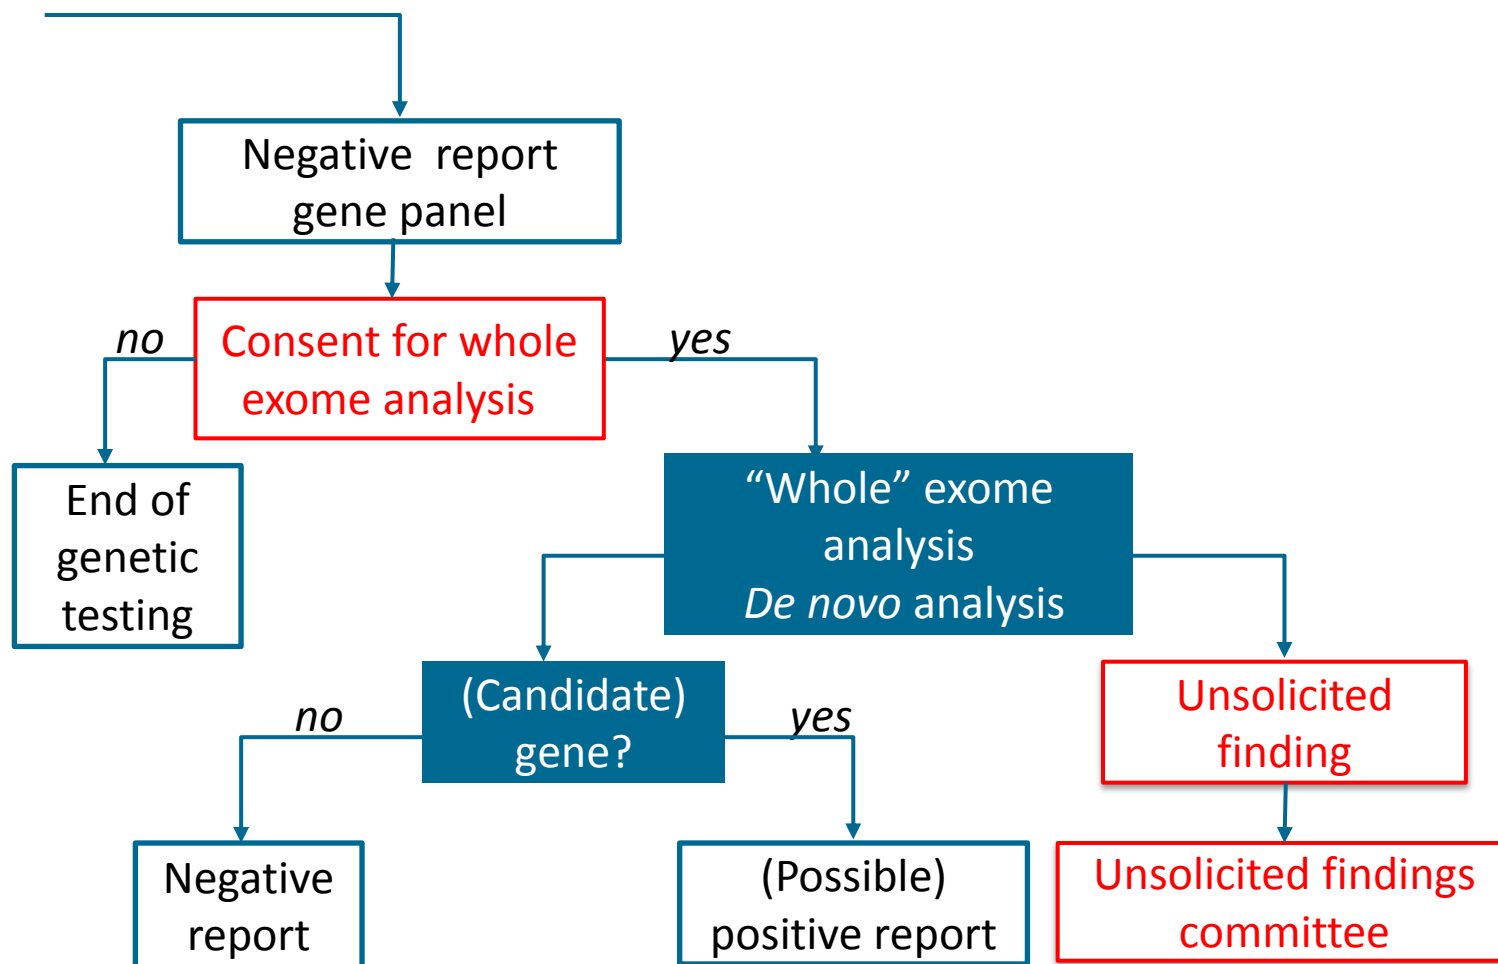 Negative report
gene panel
no
Consent for whole
exome analysis
yes
End of
genetic
testing
“Whole” exome
analysis
De novo analysis
no
(Candidate)
gene?
yes
Unsolicited
finding
Negative
report
(Possible)
positive report
Unsolicited findings
committee